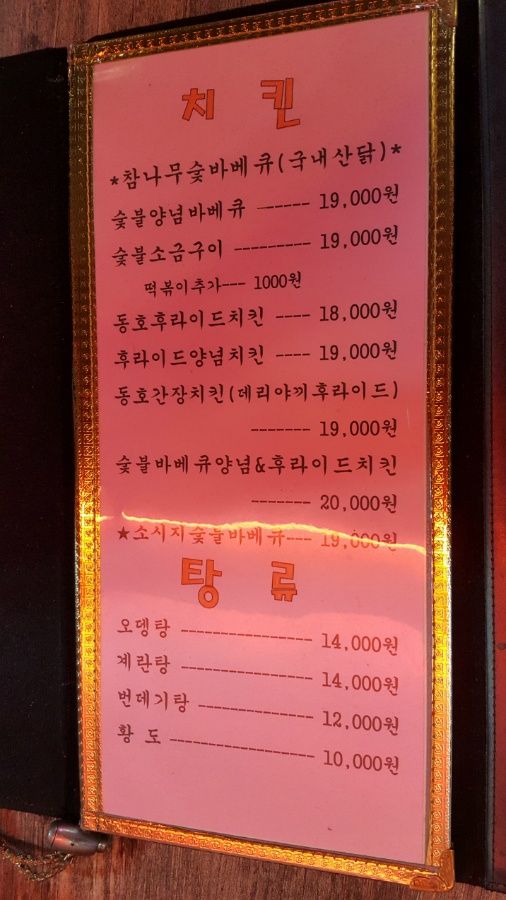 치 킨
*참나무숯바베큐(국내산닭)*
숯불양념바베큐 ------ 19,000원
숯불소금구이 --------- 19,000원
떡볶이추가--- 1000원
동호후라이드치킨 ---- 18,000원
후라이드양념치킨 ---- 19,000원
동호간장치킨(데리야끼후라이드)
------- 19,000원
숯불바베큐양념&후라이드치킨
------- 20,000원
★소시지숯불바베큐--- 19,000원
탕 류
오뎅탕 ---------------- 14,000원
계란탕 ---------------- 14,000원
번데기탕 -------------- 12,000원
황 도 ----------------- 10,000원